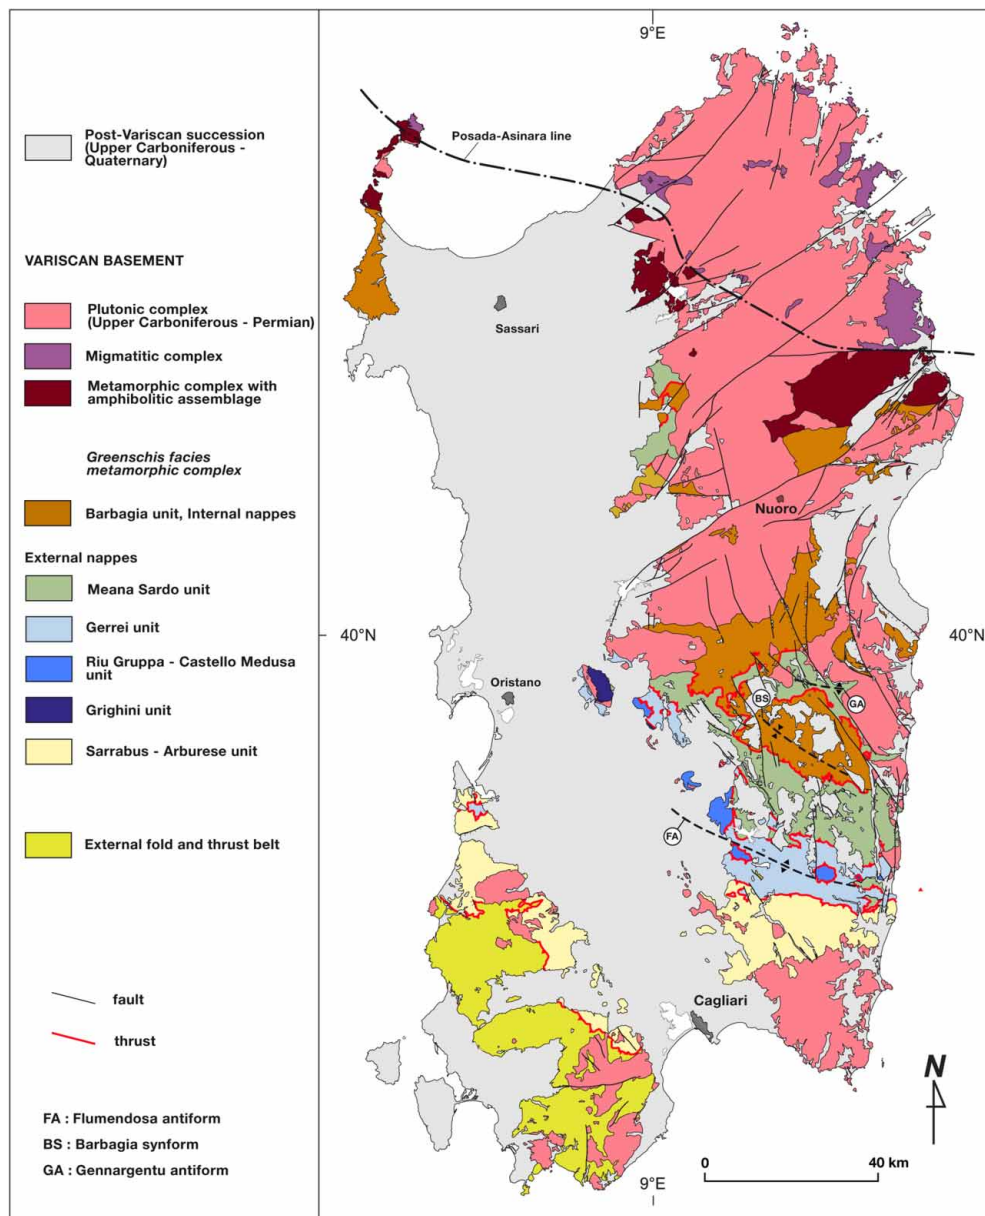 Post-Variscan succession
(Upper Carboniferous -
Quaternary)
VARISCAN BASEMENT
Plutonic complex
(Upper Carboniferous - Permian)
Migmatitic complex
Metamorphic complex with
amphibolitic assemblage
Greenschis facies
metamorphic complex
Barbagia unit, Internal nappes
External nappes
Meana Sardo unit
Gerrei unit
Riu Gruppa - Castello Medusa
unit
Grighini unit
Sarrabus - Arburese unit
External fold and thrust belt
fault
thrust
FA : Flumendosa antiform
BS : Barbagia synform
GA : Gennargentu antiform
9°E
Posada-Asinara line
Sassari
Nuoro
40°N
40°N
Oristano
BS
GA
FA
Cagliari
N
0
40 km
9°E